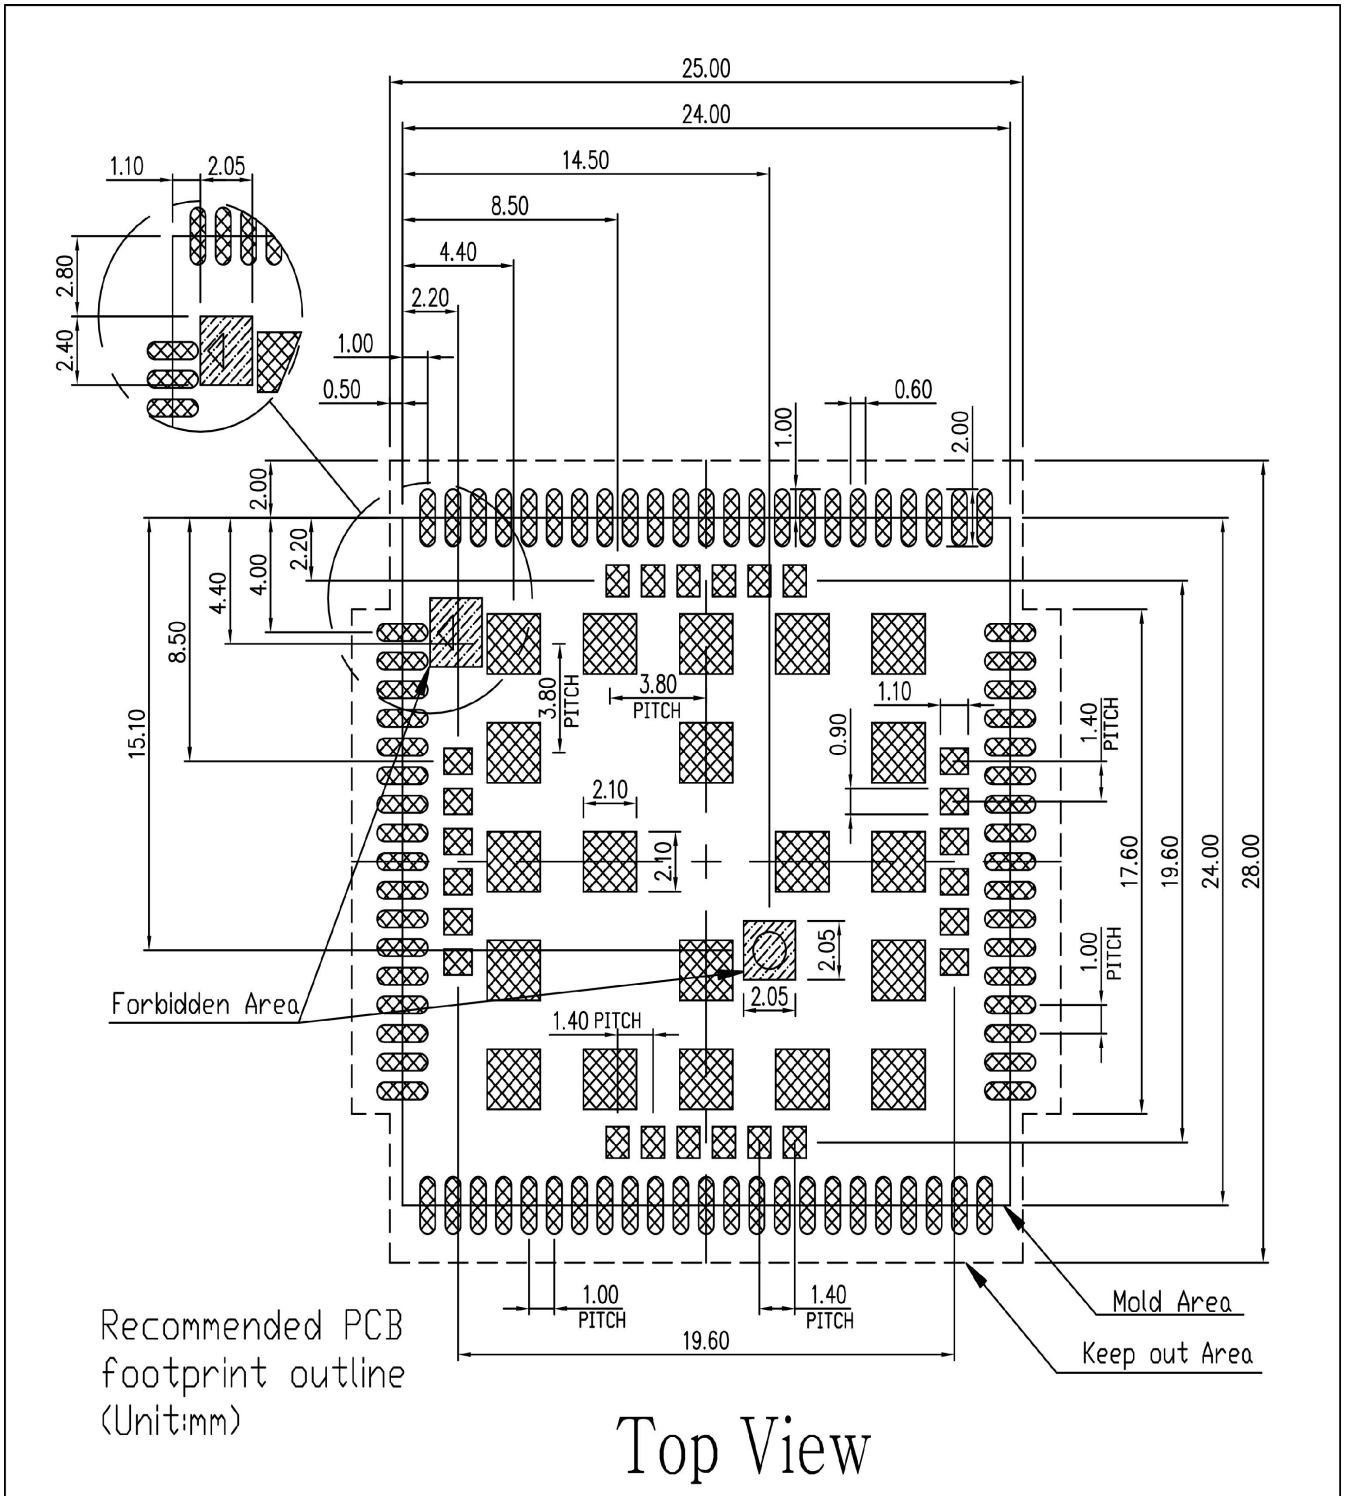 25.00
24.00
14.50
1.10
2.05
8.50
4.40
2.80
2.20
2.40
1.00
0.50
0.60
1.00
2.00
2.00
2.20
4.00
4.40
8.50
15.10
3.80
PITCH
3.80
PITCH
1.10
1.40
PITCH
0.90
2.10
2.10
17.60
19.60
24.00
28.00
2.05
2.05
1.00
PITCH
Forbidden Area
1.40 PITCH
1.00
PITCH
1.40
PITCH
19.60
Mold Area
Keep out Area
Recommended PCB
footprint outline
(Unit:mm)
Top View